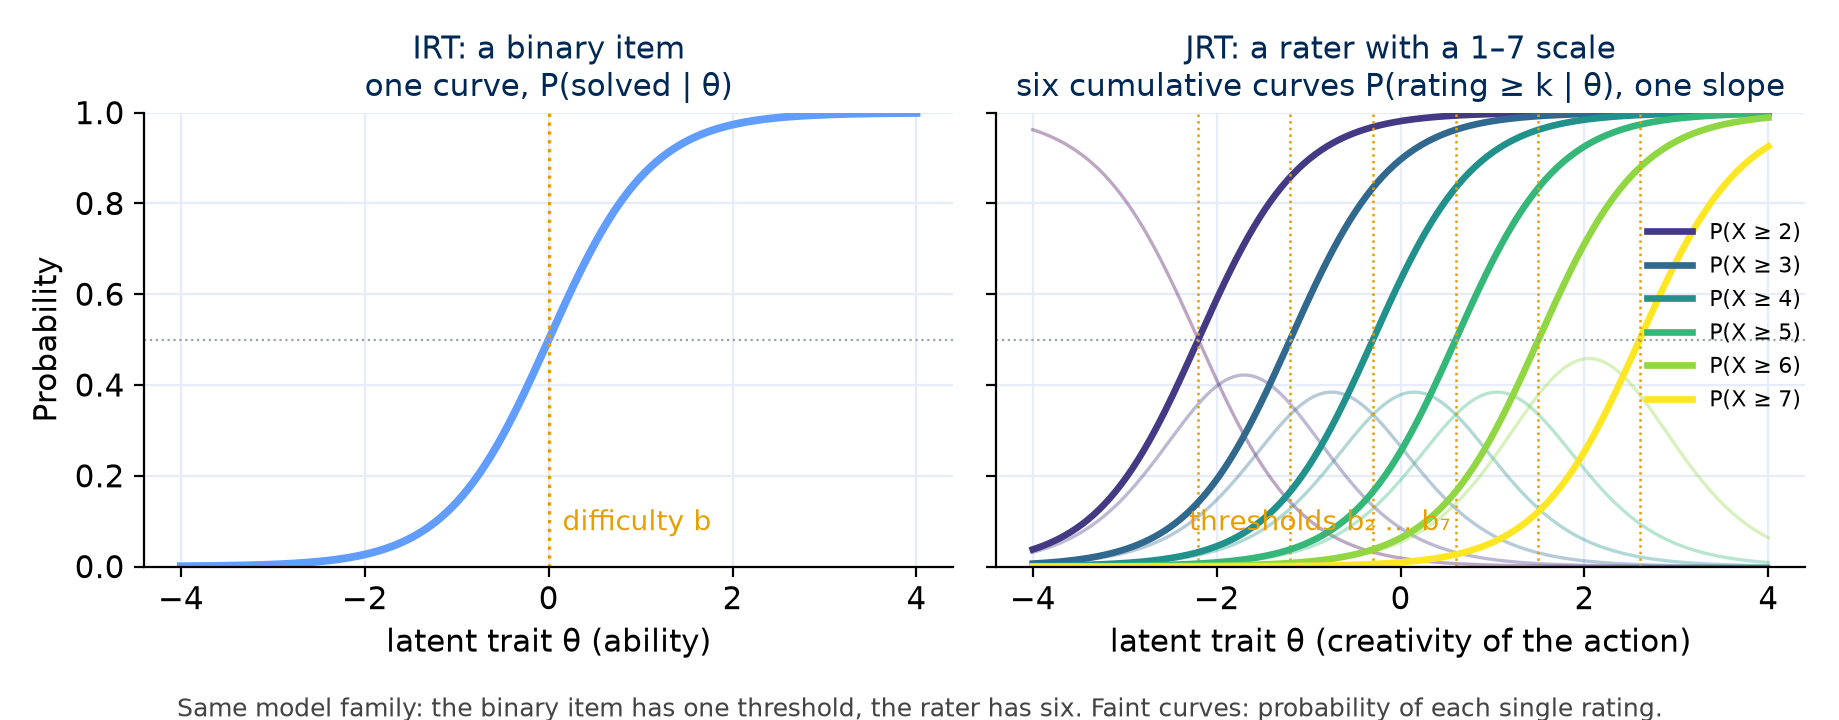 IRT: a binary item
one curve, P(solved | θ)
JRT: a rater with a 1–7 scale
six cumulative curves P(rating ≥ k | θ), one slope
Probability
1.0
0.8
0.6
0.4
0.2
0.0
difficulty b
−4
−2
0
2
4
latent trait θ (ability)
P(X ≥ 2)
P(X ≥ 3)
P(X ≥ 4)
P(X ≥ 5)
P(X ≥ 6)
P(X ≥ 7)
thresholds b₂ … b₇
−4
−2
0
2
4
latent trait θ (creativity of the action)
Same model family: the binary item has one threshold, the rater has six. Faint curves: probability of each single rating.